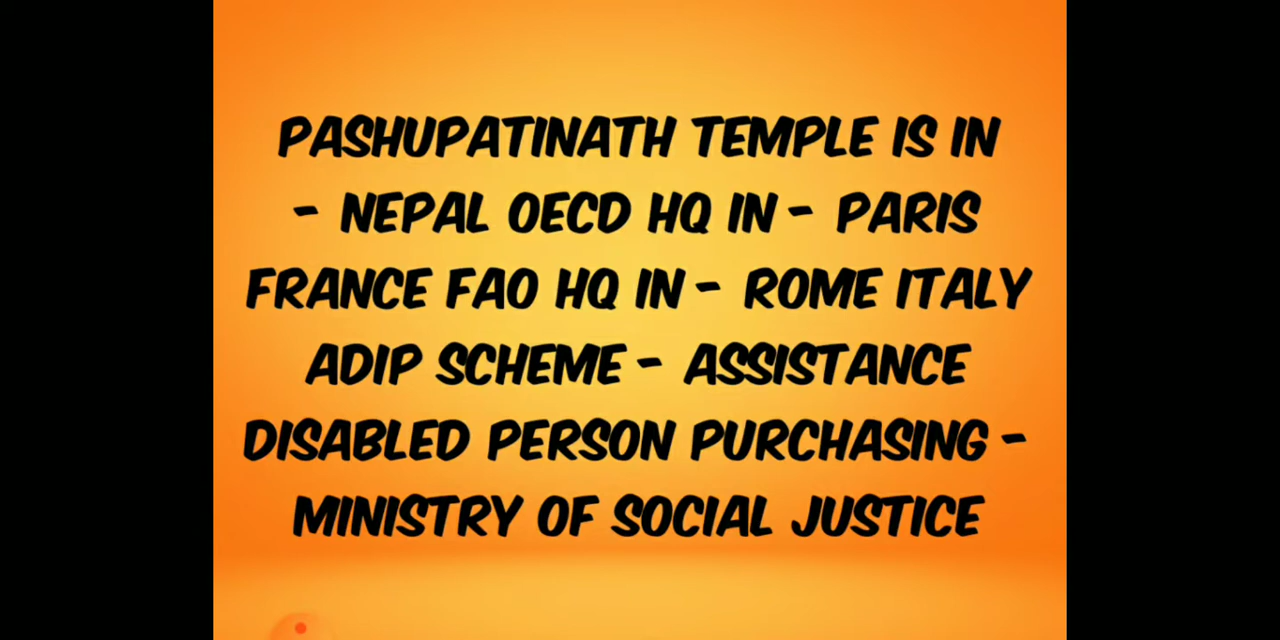 PASHUPATINATH TEMPLE IS IN
- NEPAL OECD HQ IN - PARIS
FRANCE FAO HQ IN - ROME ITALY
ADIP SCHEME - ASSISTANCE
DISABLED PERSON PURCHASING -
MINISTRY OF SOCIAL JUSTICE